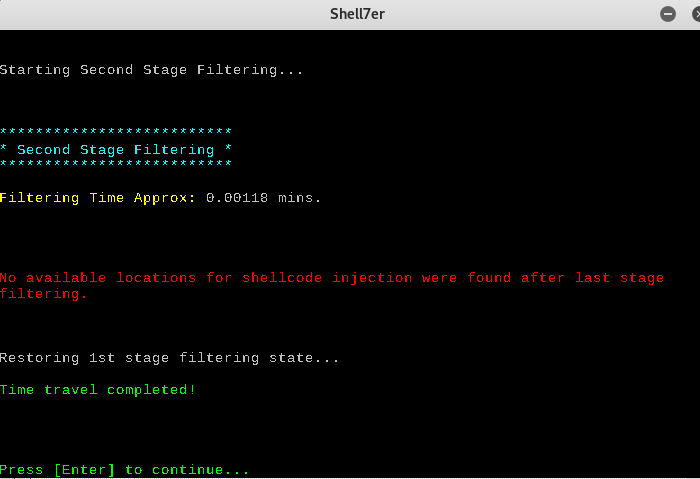 Shell7er
Starting Second Stage Filtering...
***************************
* Second Stage Filtering *
***************************
Filtering Time Approx: 0.00118 mins.
No available locations for shellcode injection were found after last stage
filtering.
Restoring 1st stage filtering state...
Time travel completed!
Press [Enter] to continue...